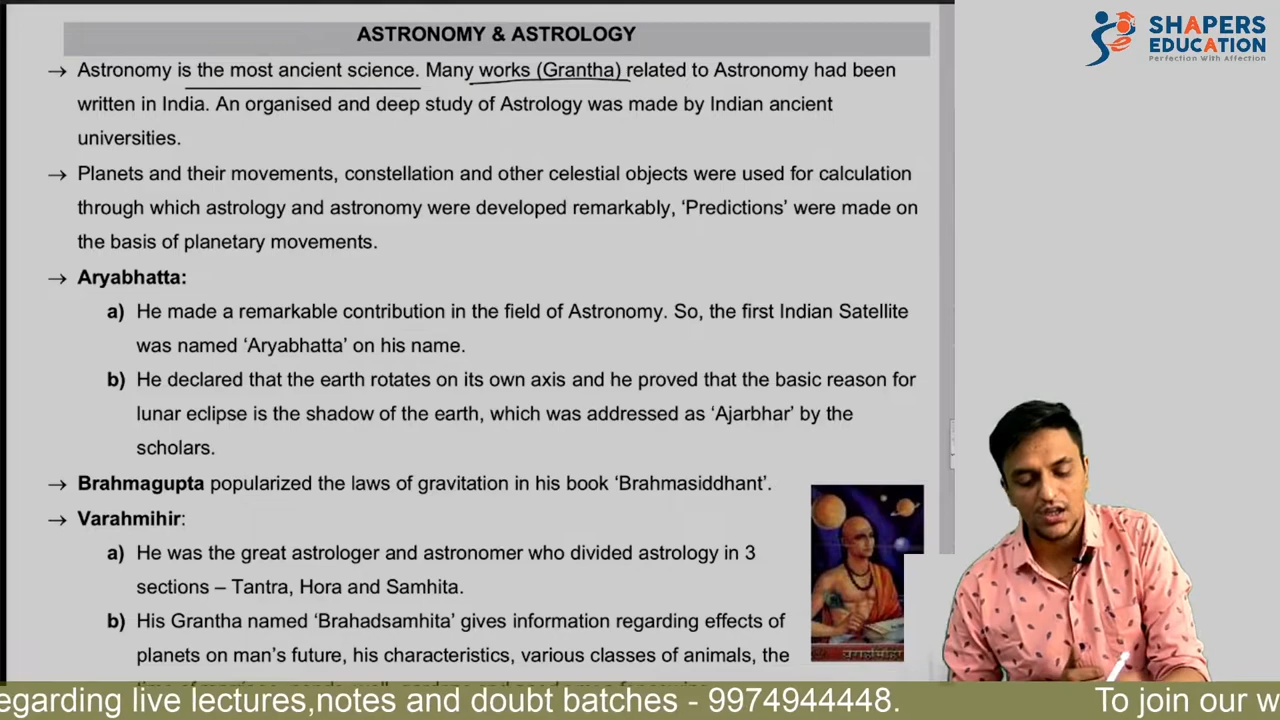 ASTRONOMY & ASTROLOGY
SHAPERS
EDUCATION
Perfection With Affection
→ Astronomy is the most ancient science. Many works (Grantha) related to Astronomy had been
written in India. An organised and deep study of Astrology was made by Indian ancient
universities.
→ Planets and their movements, constellation and other celestial objects were used for calculation
through which astrology and astronomy were developed remarkably, ‘Predictions’ were made on
the basis of planetary movements.
→ Aryabhatta:
a) He made a remarkable contribution in the field of Astronomy. So, the first Indian Satellite
was named ‘Aryabhatta’ on his name.
b) He declared that the earth rotates on its own axis and he proved that the basic reason for
lunar eclipse is the shadow of the earth, which was addressed as ‘Ajarbhar’ by the
scholars.
→ Brahmagupta popularized the laws of gravitation in his book ‘Brahmasiddhant’.
→ Varahmihir:
a) He was the great astrologer and astronomer who divided astrology in 3
sections – Tantra, Hora and Samhita.
b) His Grantha named ‘Brahadsamhita’ gives information regarding effects of
planets on man’s future, his characteristics, various classes of animals, the
egarding live lectures,notes and doubt batches - 9974944448. To join our w